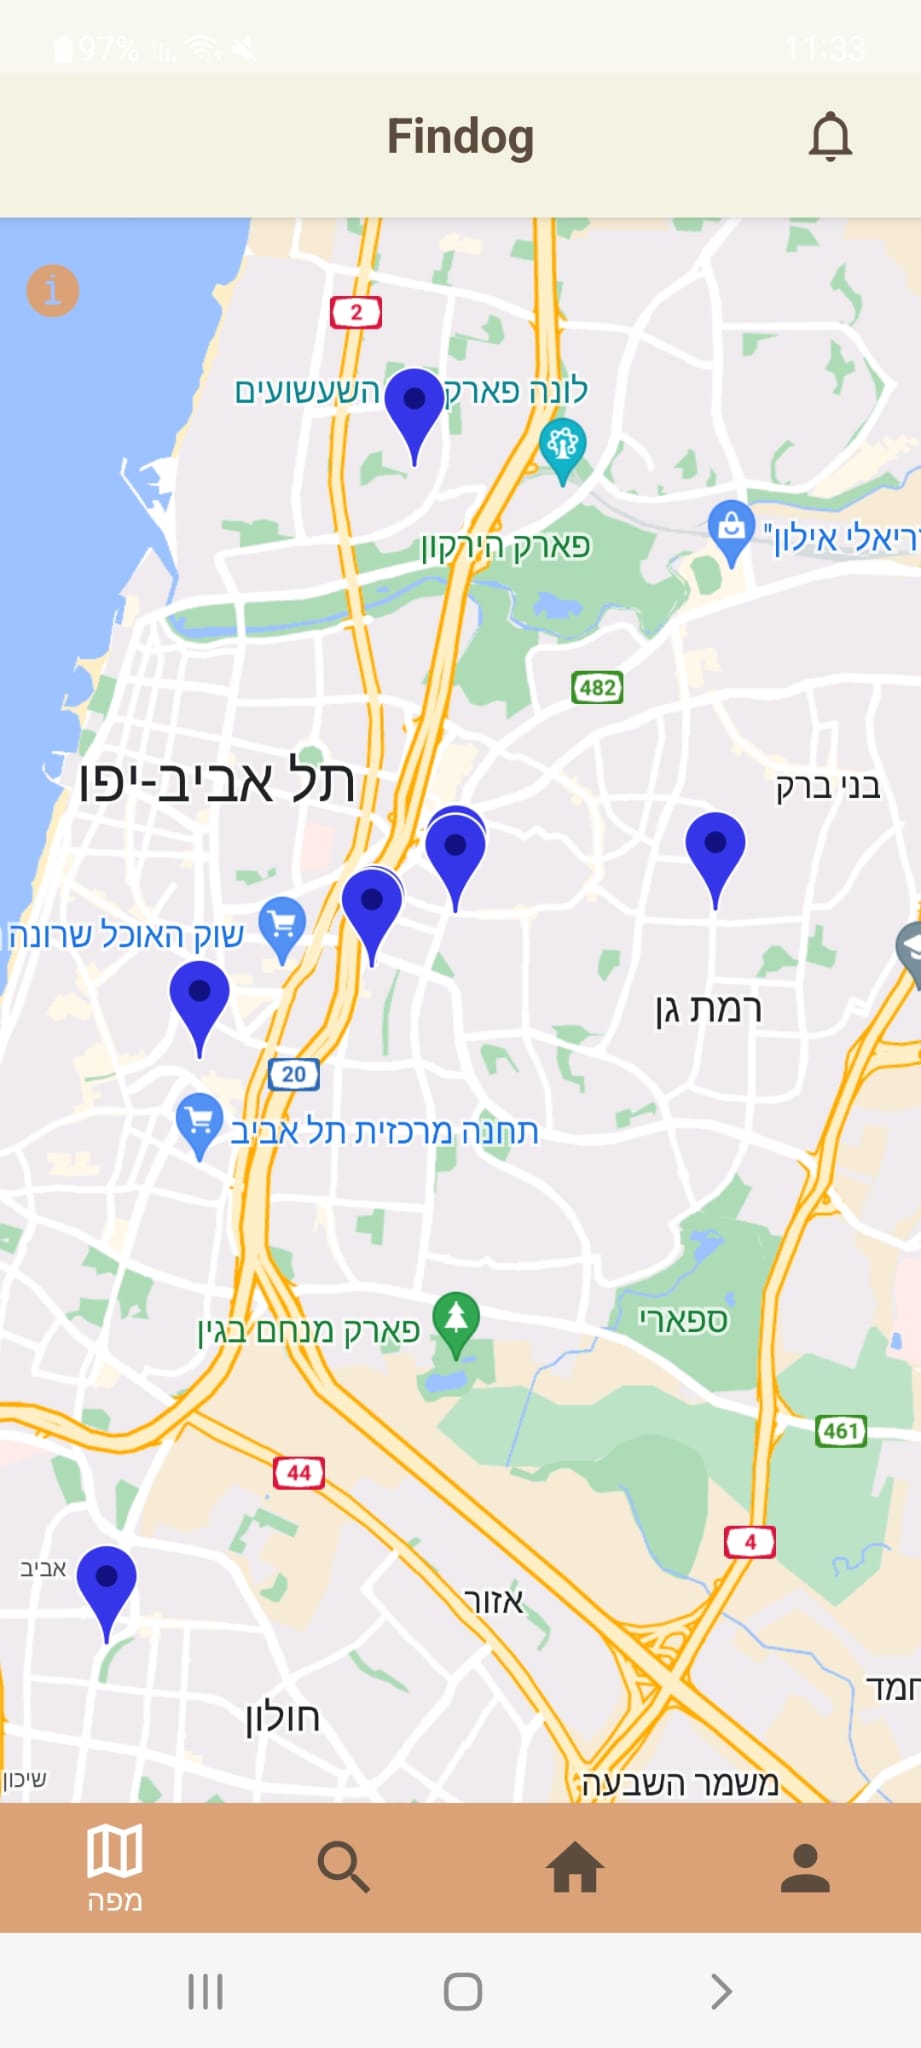 97%
11:33
Findog
i
2
לונה פארק
השעשועים
פארק הירקון
ריאלי אילון"
482
תל אביב-יפו
בני ברק
שוק האוכל שרונה
רמת גן
20
תחנה מרכזית תל אביב
פארק מנחם בגין
ספארי
461
44
4
אביב
אזור
חמד
חולון
שיכון
משמר השבעה
מפה